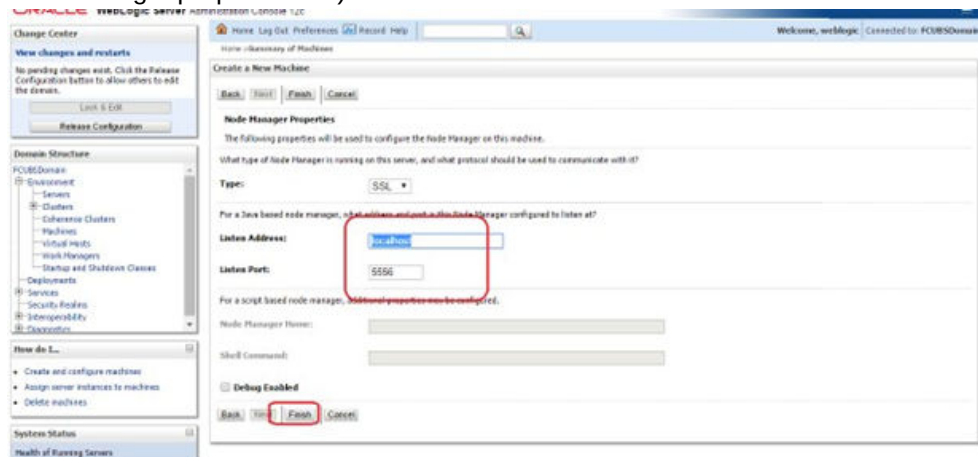 ORACLE WebLogic Server Administration Console 12c
Change Center
View changes and restarts
No pending changes exist. Click the Release
Configuration button to allow others to edit
the domain.
Lock & Edit
Release Configuration
Domain Structure
FCUBSDomain
Environment
Servers
Clusters
Coherence Clusters
Machines
Virtual Hosts
Work Managers
Startup and Shutdown Classes
Deployments
Services
Security Realms
Interoperability
Diagnostics
How do I...
Create and configure machines
Assign server instances to machines
Delete machines
System Status
Health of Running Servers
Home Log Out Preferences Record Help
Welcome, weblogic Connected to: FCUBSDomain
Home >Summary of Machines
Create a New Machine
Back Next Finish Cancel
Node Manager Properties
The following properties will be used to configure the Node Manager on this machine.
What type of Node Manager is running on this server, and what protocol should be used to communicate with it?
Type: SSL
For a Java based node manager, what address and port is this Node Manager configured to listen at?
Listen Address: localhost
Listen Port: 5556
For a script based node manager, additional properties may be configured.
Node Manager Home:
Shell Command:
Debug Enabled
Back Next Finish Cancel